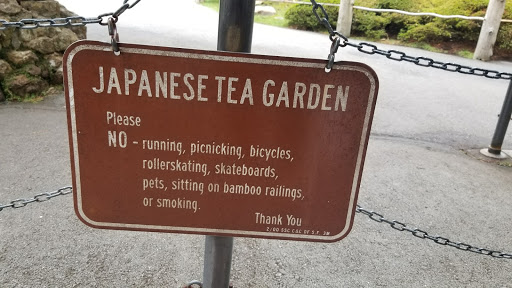 JAPANESE TEA GARDEN
Please
NO - running, picnicking, bicycles,
rollerskating, skateboards,
pets, sitting on bamboo railings,
or smoking.
Thank You